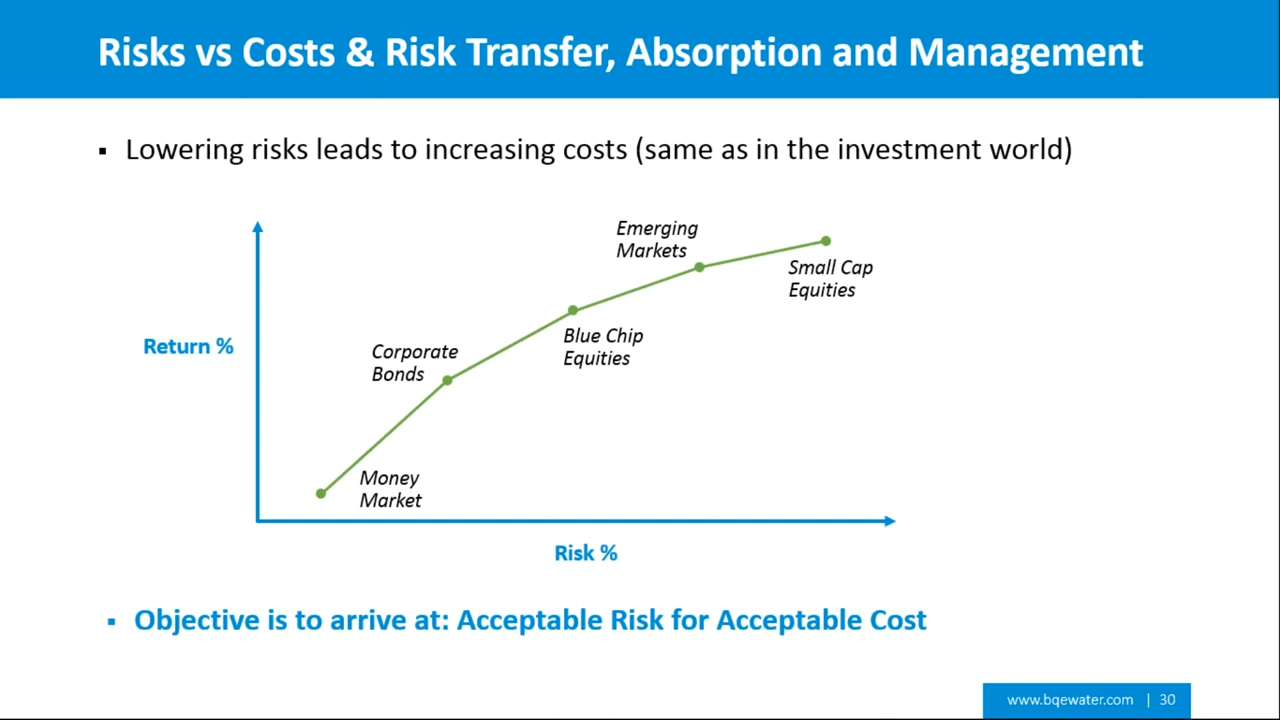 Risks vs Costs & Risk Transfer, Absorption and Management
▪ Lowering risks leads to increasing costs (same as in the investment world)
Emerging
Markets
Small Cap
Equities
Return %
Corporate
Bonds
Blue Chip
Equities
Money
Market
Risk %
▪ Objective is to arrive at: Acceptable Risk for Acceptable Cost
www.bqewater.com | 30